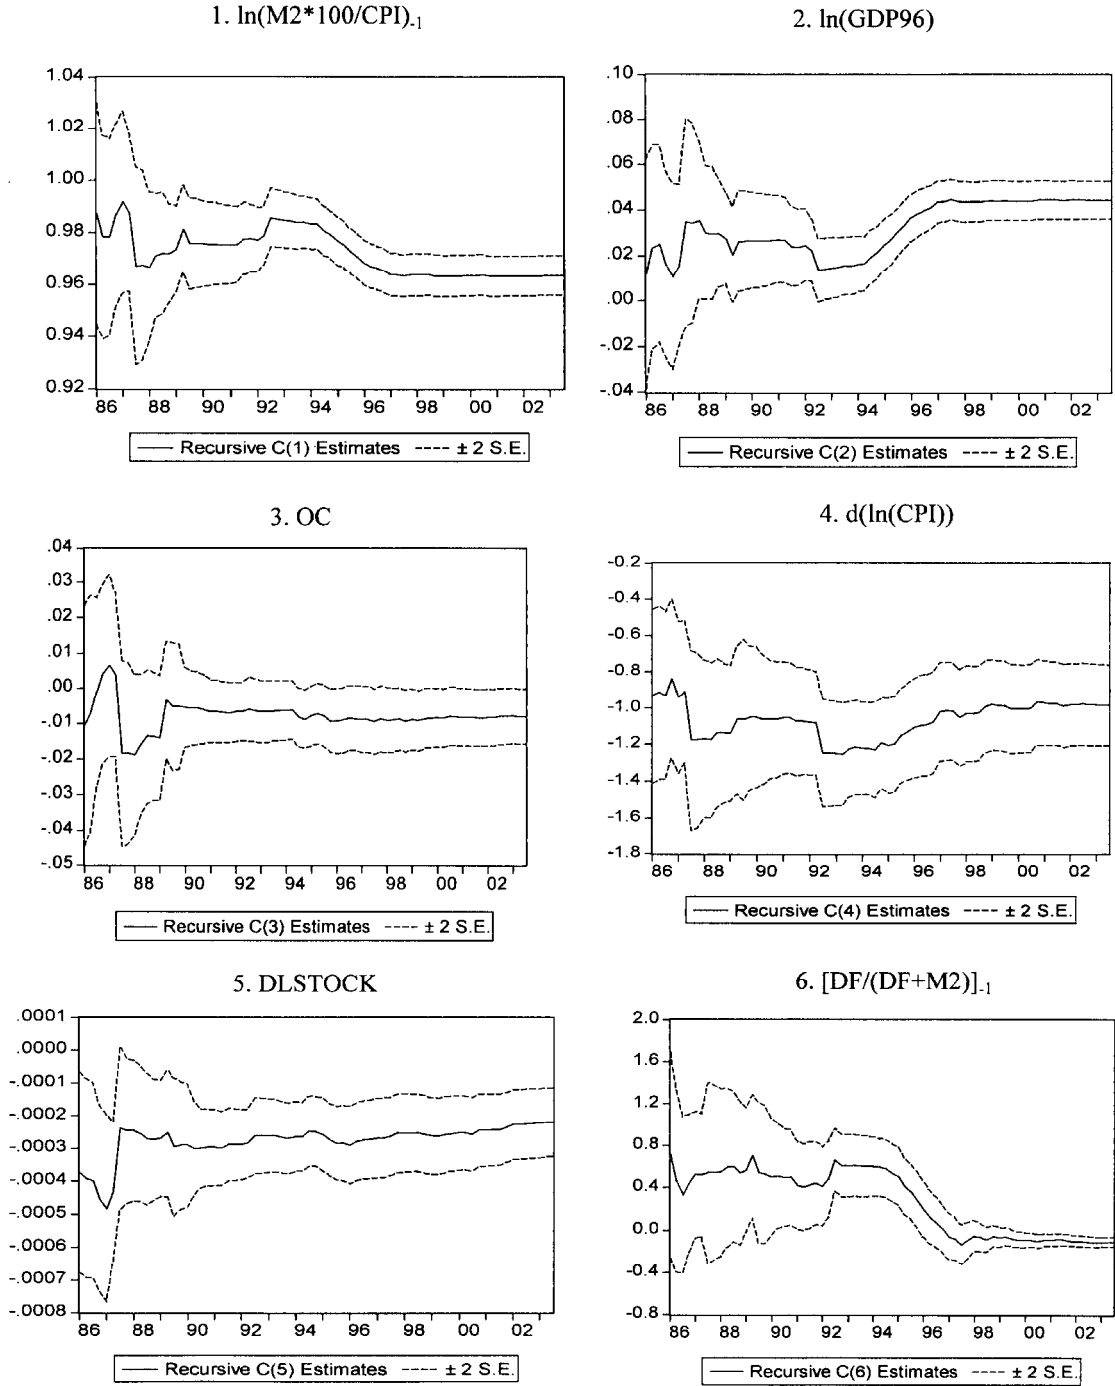 1. ln(M2*100/CPI)-1
1.04
1.02
1.00
0.98
0.96
0.94
0.92
86 88 90 92 94 96 98 00 02
Recursive C(1) Estimates ± 2 S.E.
2. ln(GDP96)
.10
.08
.06
.04
.02
.00
-.02
-.04
86 88 90 92 94 96 98 00 02
Recursive C(2) Estimates ± 2 S.E.
3. OC
.04
.03
.02
.01
.00
-.01
-.02
-.03
-.04
-.05
86 88 90 92 94 96 98 00 02
Recursive C(3) Estimates ± 2 S.E.
4. d(ln(CPI))
-0.2
-0.4
-0.6
-0.8
-1.0
-1.2
-1.4
-1.6
-1.8
86 88 90 92 94 96 98 00 02
Recursive C(4) Estimates ± 2 S.E.
5. DLSTOCK
.0001
.0000
-.0001
-.0002
-.0003
-.0004
-.0005
-.0006
-.0007
-.0008
86 88 90 92 94 96 98 00 02
Recursive C(5) Estimates ± 2 S.E.
6. [DF/(DF+M2)]-1
2.0
1.6
1.2
0.8
0.4
0.0
-0.4
-0.8
86 88 90 92 94 96 98 00 02
Recursive C(6) Estimates ± 2 S.E.